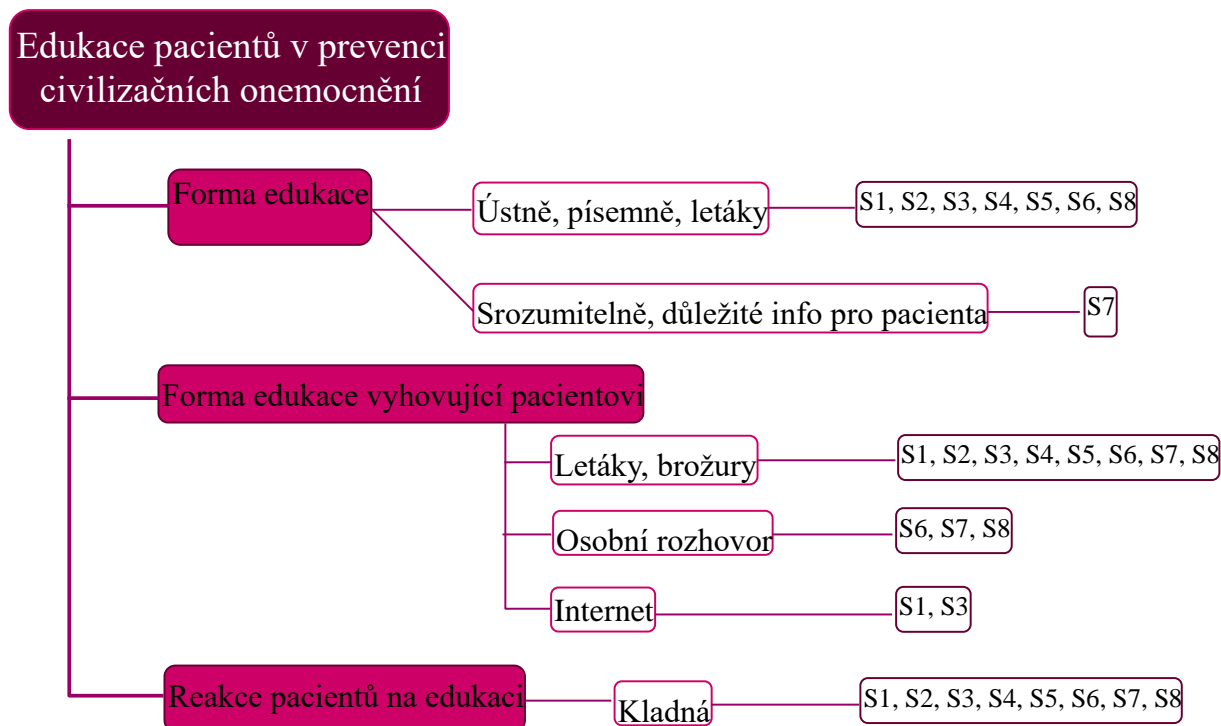 Edukace pacientů v prevenci
civilizačních onemocnění
Forma edukace
Ústně, písemně, letáky
S1, S2, S3, S4, S5, S6, S8
Srozumitelně, důležité info pro pacienta
S7
Forma edukace vyhovující pacientovi
Letáky, brožury
S1, S2, S3, S4, S5, S6, S7, S8
Osobní rozhovor
S6, S7, S8
Internet
S1, S3
Reakce pacientů na edukaci
Kladná
S1, S2, S3, S4, S5, S6, S7, S8